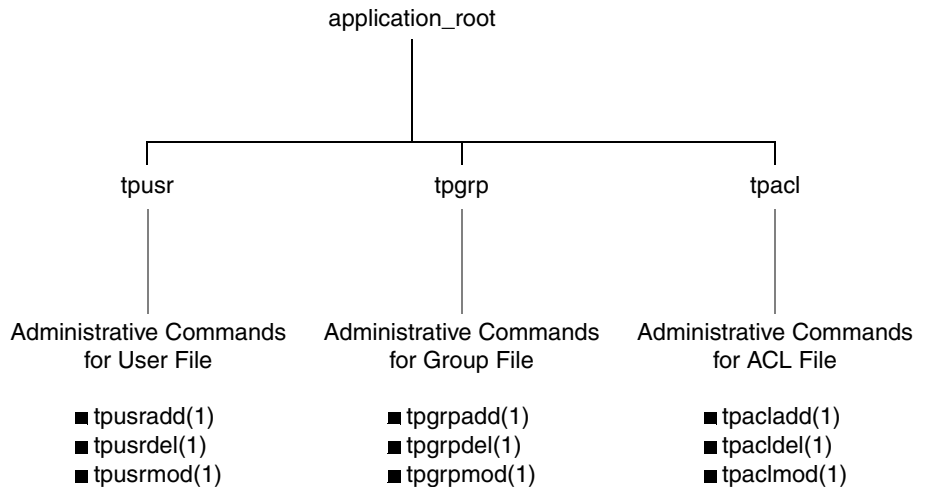 application_root
tpusr
tpgrp
tpacl
Administrative Commands
for User File
Administrative Commands
for Group File
Administrative Commands
for ACL File
tpusradd(1)
tpusrdel(1)
tpusrmod(1)
tpgrpadd(1)
tpgrpdel(1)
tpgrpmod(1)
tpacladd(1)
tpacldel(1)
tpaclmod(1)